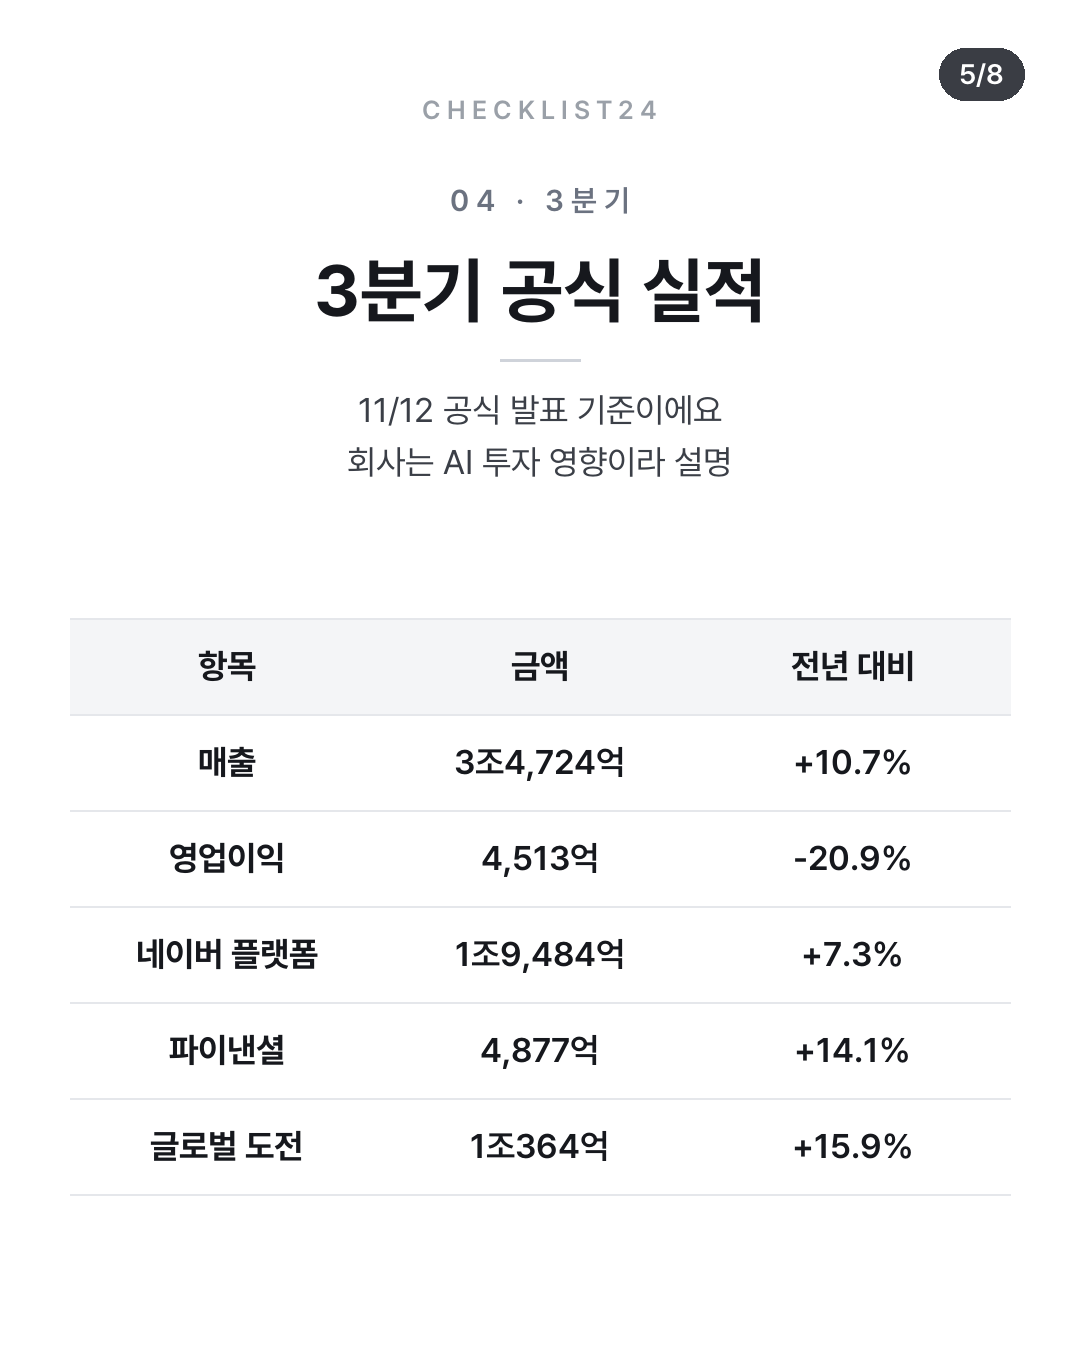 5/8
CHECKLIST24
04 · 3분기
3분기 공식 실적
11/12 공식 발표 기준이에요
회사는 AI 투자 영향이라 설명
항목 금액 전년 대비
매출 3조4,724억 +10.7%
영업이익 4,513억 -20.9%
네이버 플랫폼 1조9,484억 +7.3%
파이낸셜 4,877억 +14.1%
글로벌 도전 1조364억 +15.9%